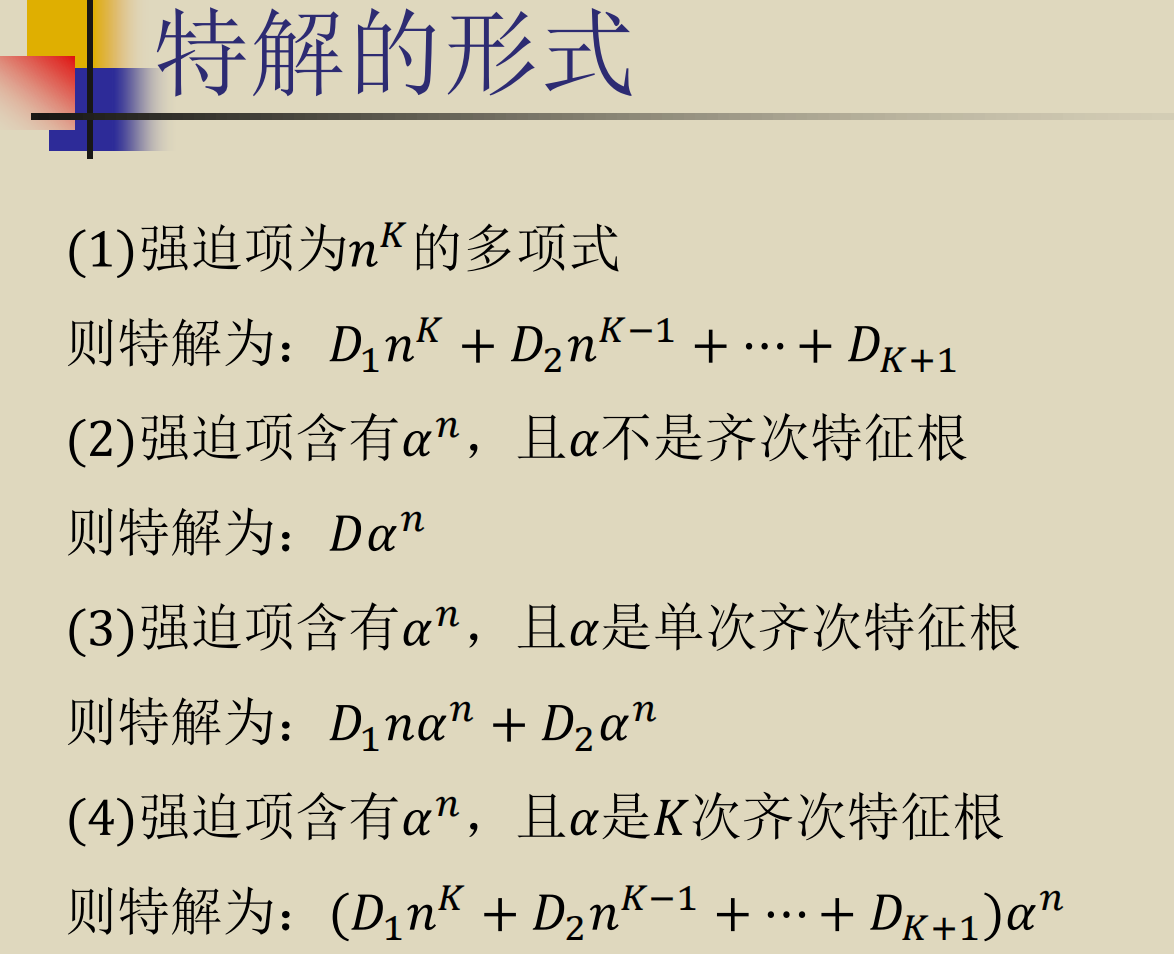 特解的形式
(1)强迫项为$n^K$的多项式
则特解为：$D_1n^K + D_2n^{K-1} + \cdots + D_{K+1}$
(2)强迫项含有$\alpha^n$，且$\alpha$不是齐次特征根
则特解为：$D\alpha^n$
(3)强迫项含有$\alpha^n$，且$\alpha$是单次齐次特征根
则特解为：$D_1n\alpha^n + D_2\alpha^n$
(4)强迫项含有$\alpha^n$，且$\alpha$是$K$次齐次特征根
则特解为：$(D_1n^K + D_2n^{K-1} + \cdots + D_{K+1})\alpha^n$